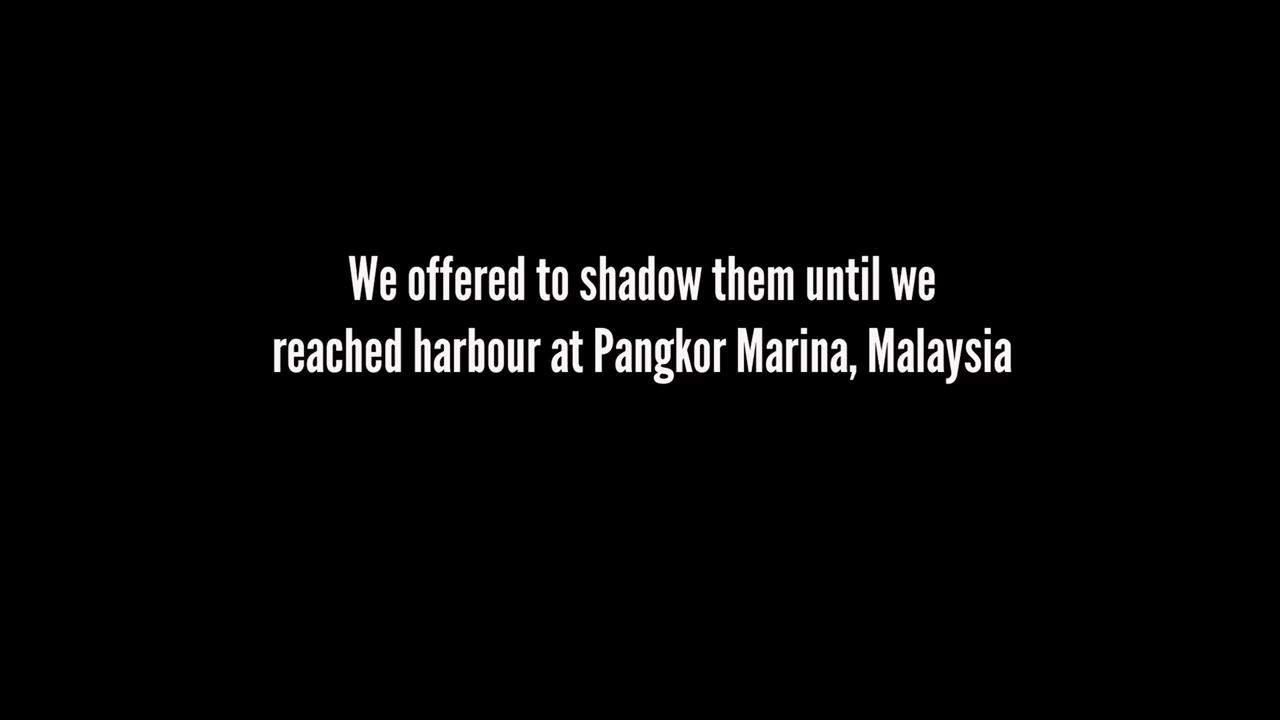 We offered to shadow them until we
reached harbour at Pangkor Marina, Malaysia